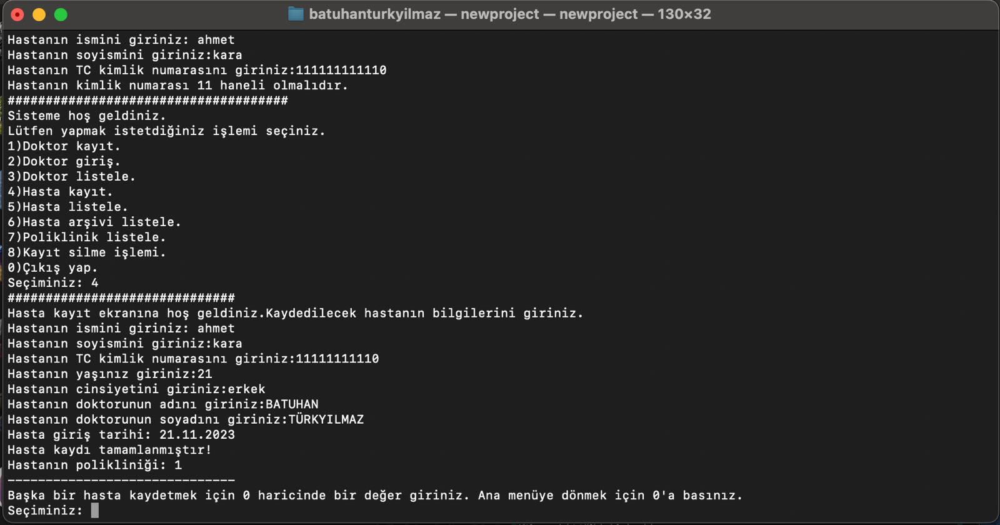 batuhanturkyilmaz — newproject — newproject — 130×32
Hastanın ismini giriniz: ahmet
Hastanın soyismini giriniz:kara
Hastanın TC kimlik numarasını giriniz:111111111110
Hastanın kimlik numarası 11 haneli olmalıdır.
#####################################
Sisteme hoş geldiniz.
Lütfen yapmak istetdiğiniz işlemi seçiniz.
1)Doktor kayıt.
2)Doktor giriş.
3)Doktor listele.
4)Hasta kayıt.
5)Hasta listele.
6)Hasta arşivi listele.
7)Poliklinik listele.
8)Kayıt silme işlemi.
0)Çıkış yap.
Seçiminiz: 4
##############################
Hasta kayıt ekranına hoş geldiniz.Kaydedilecek hastanın bilgilerini giriniz.
Hastanın ismini giriniz: ahmet
Hastanın soyismini giriniz:kara
Hastanın TC kimlik numarasını giriniz:11111111110
Hastanın yaşınız giriniz:21
Hastanın cinsiyetini giriniz:erkek
Hastanın doktorunun adını giriniz:BATUHAN
Hastanın doktorunun soyadını giriniz:TÜRKYILMAZ
Hasta giriş tarihi: 21.11.2023
Hasta kaydı tamamlanmıştır!
Hastanın polikliniği: 1
------------------------------
Başka bir hasta kaydetmek için 0 haricinde bir değer giriniz. Ana menüye dönmek için 0'a basınız.
Seçiminiz: